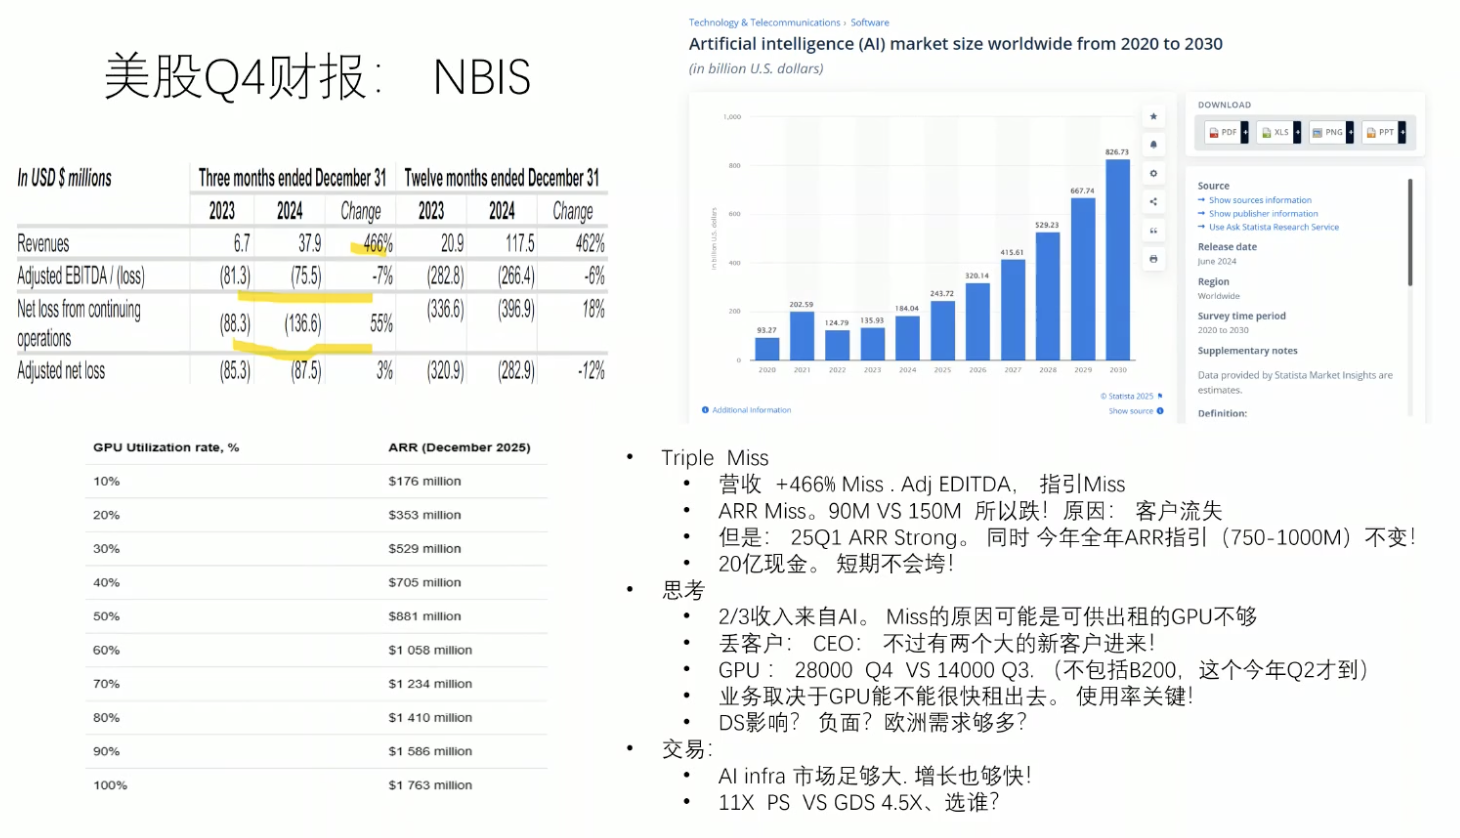 美股Q4财报： NBIS
In USD $ millions
Three months ended December 31
Twelve months ended December 31
2023 2024 Change 2023 2024 Change
Revenues 6.7 37.9 466% 20.9 117.5 462%
Adjusted EBITDA / (loss) (81.3) (75.5) -7% (282.8) (266.4) -6%
Net loss from continuing
operations (88.3) (136.6) 55% (336.6) (396.9) 18%
Adjusted net loss (85.3) (87.5) 3% (320.9) (282.9) -12%
Technology & Telecommunications › Software
Artificial intelligence (AI) market size worldwide from 2020 to 2030
(in billion U.S. dollars)
in billion U.S. dollars
1,000
800
600
400
200
0
93.27
202.59
124.79
135.93
184.04
243.72
320.14
415.61
529.23
667.74
826.73
2020 2021 2022 2023 2024 2025 2026 2027 2028 2029 2030
© Statista 2025
Additional Information
Show source
DOWNLOAD
PDF + XLS + PNG + PPT +
Source
→ Show sources information
→ Show publisher information
→ Use Ask Statista Research Service
Release date
June 2024
Region
Worldwide
Survey time period
2020 to 2030
Supplementary notes
Data provided by Statista Market Insights are
estimates.
Definition:
GPU Utilization rate, % ARR (December 2025)
10% $176 million
20% $353 million
30% $529 million
40% $705 million
50% $881 million
60% $1 058 million
70% $1 234 million
80% $1 410 million
90% $1 586 million
100% $1 763 million
• Triple Miss
• 营收 +466% Miss . Adj EDITDA， 指引Miss
• ARR Miss。90M VS 150M 所以跌！原因： 客户流失
• 但是： 25Q1 ARR Strong。 同时 今年全年ARR指引（750-1000M）不变！
• 20亿现金。 短期不会垮！
• 思考
• 2/3收入来自AI。 Miss的原因可能是可供出租的GPU不够
• 丢客户： CEO： 不过有两个大的新客户进来！
• GPU： 28000 Q4 VS 14000 Q3. （不包括B200，这个今年Q2才到）
• 业务取决于GPU能不能很快租出去。 使用率关键！
• DS影响？ 负面？欧洲需求够多？
• 交易：
• AI infra 市场足够大. 增长也够快！
• 11X PS VS GDS 4.5X、选谁？